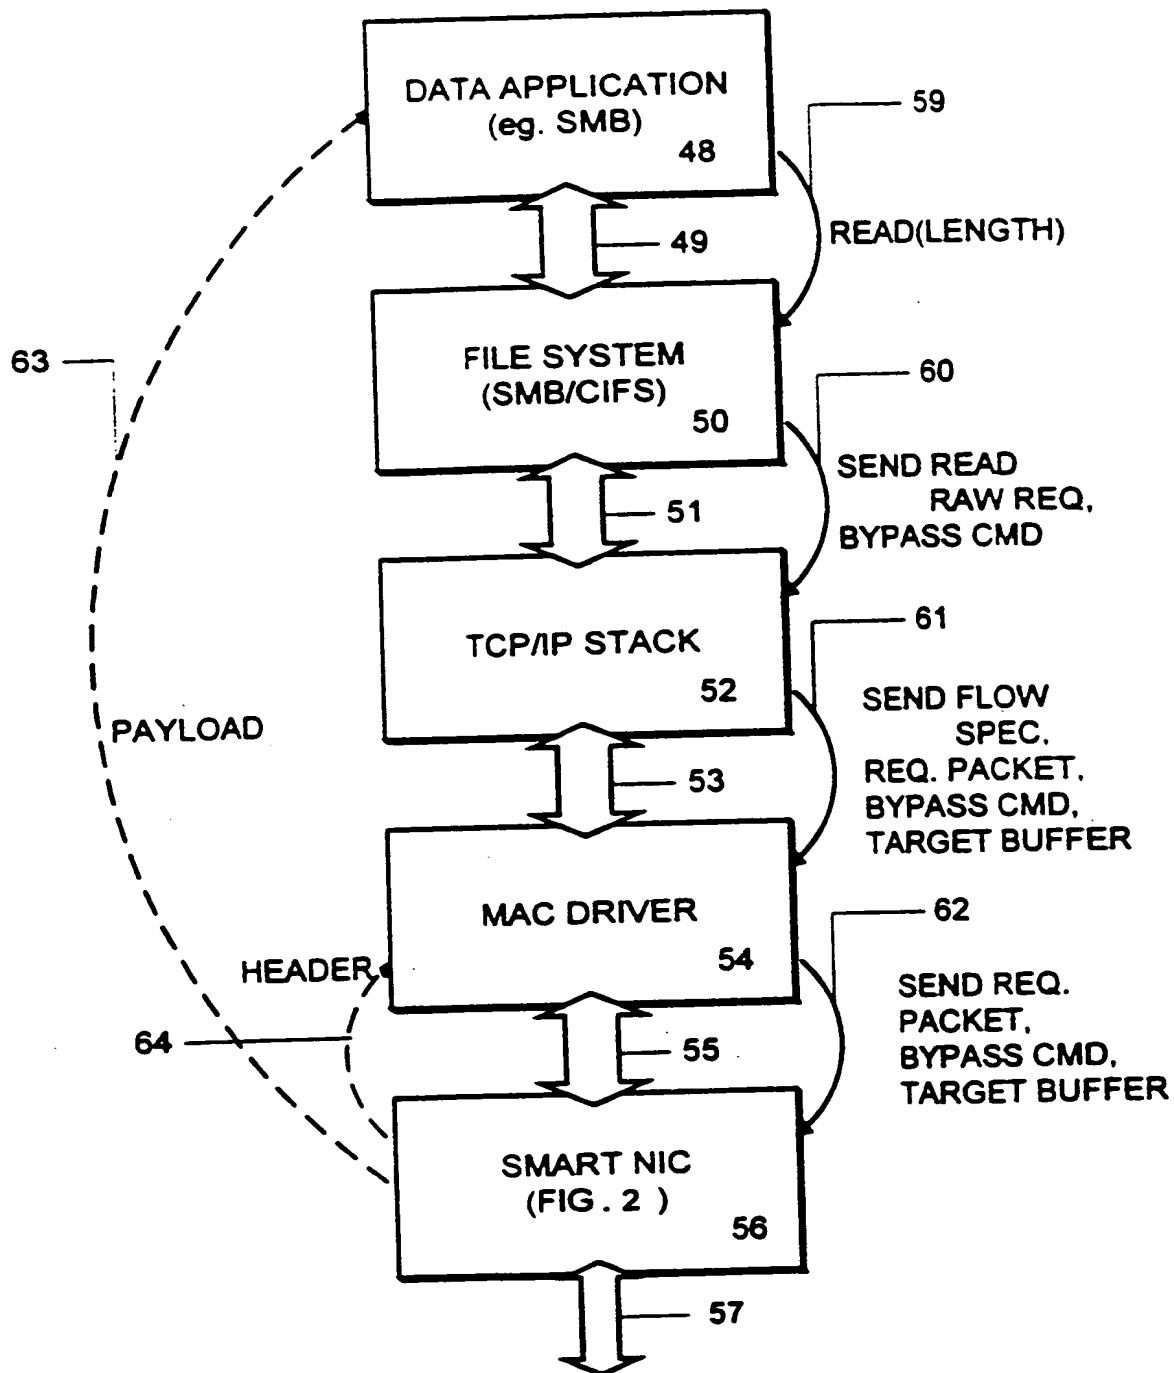 DATA APPLICATION
(eg. SMB)
48
59
49
READ(LENGTH)
FILE SYSTEM
(SMB/CIFS)
50
63
60
51
SEND READ
RAW REQ,
BYPASS CMD
TCP/IP STACK
52
61
PAYLOAD
53
SEND FLOW
SPEC,
REQ. PACKET,
BYPASS CMD,
TARGET BUFFER
MAC DRIVER
54
62
HEADER
64
55
SEND REQ.
PACKET,
BYPASS CMD,
TARGET BUFFER
SMART NIC
(FIG . 2 )
56
57